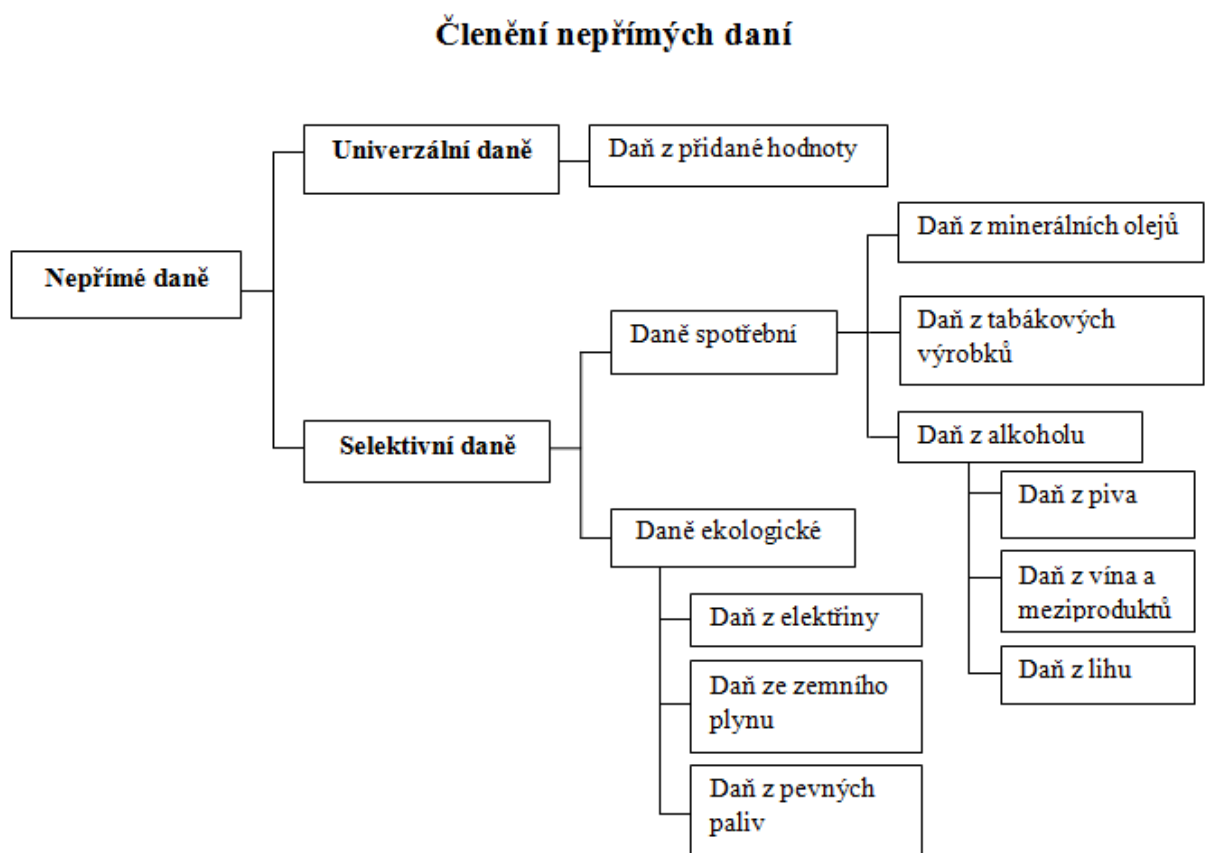 Členění nepřímých daní
Univerzální daně
Daň z přidané hodnoty
Daň z minerálních olejů
Nepřímé daně
Daně spotřební
Daň z tabákových
výrobků
Selektivní daně
Daň z alkoholu
Daň z piva
Daně ekologické
Daň z vína a
meziproduktů
Daň z elektřiny
Daň z lihu
Daň ze zemního
plynu
Daň z pevných
paliv